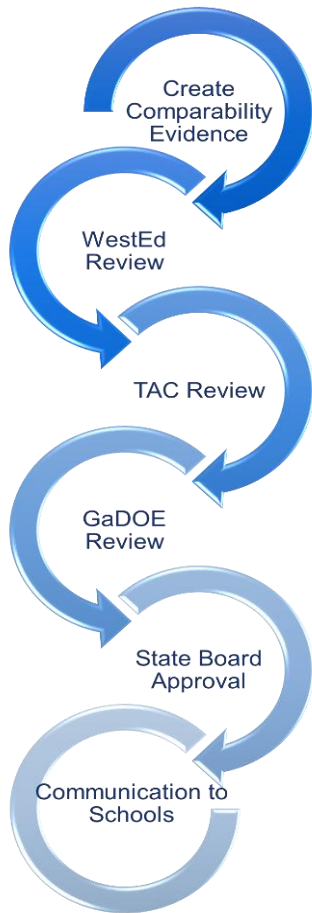 Create
Comparability
Evidence
WestEd
Review
TAC Review
GaDOE
Review
State Board
Approval
Communication to
Schools